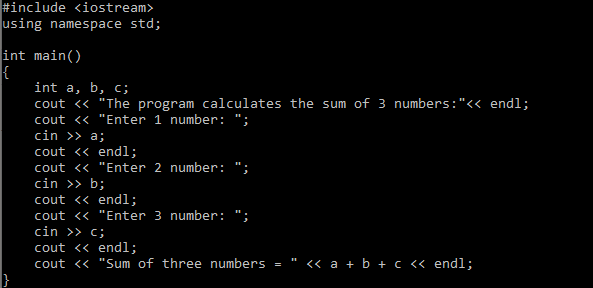 #include <iostream>
using namespace std;
int main()
{
int a, b, c;
cout << "The program calculates the sum of 3 numbers:"<< endl;
cout << "Enter 1 number: ";
cin >> a;
cout << endl;
cout << "Enter 2 number: ";
cin >> b;
cout << endl;
cout << "Enter 3 number: ";
cin >> c;
cout << endl;
cout << "Sum of three numbers = " << a + b + c << endl;
}